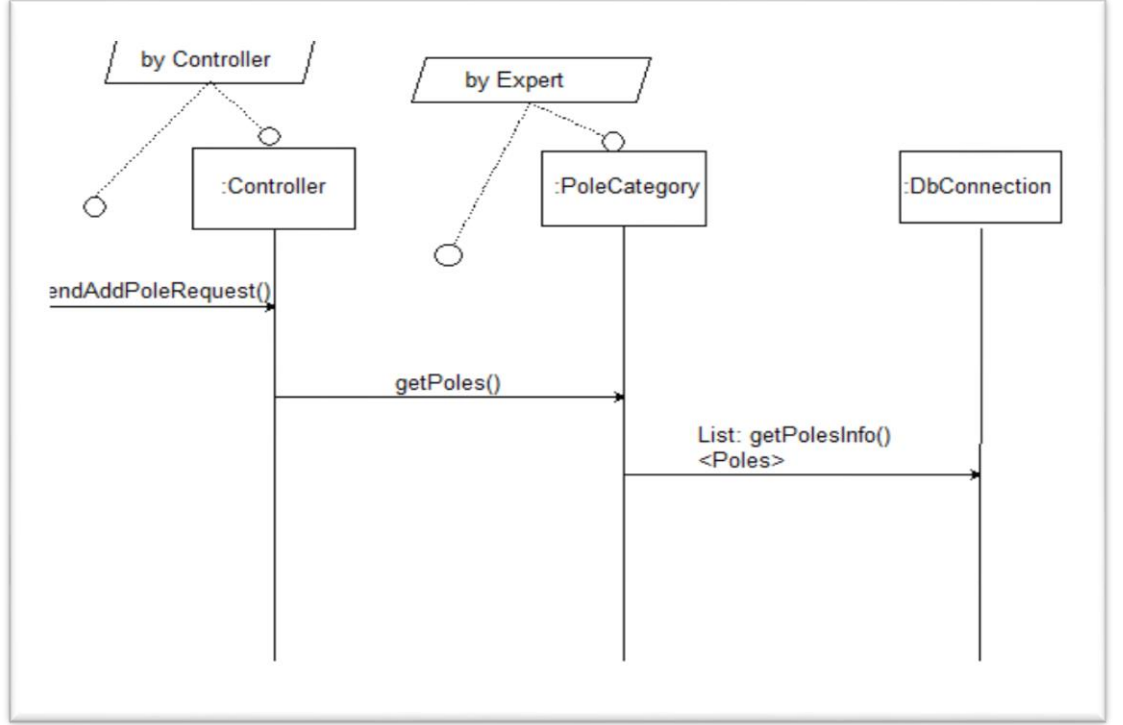 by Controller
by Expert
:Controller
:PoleCategory
:DbConnection
endAddPoleRequest()
getPoles()
List: getPolesInfo()
<Poles>